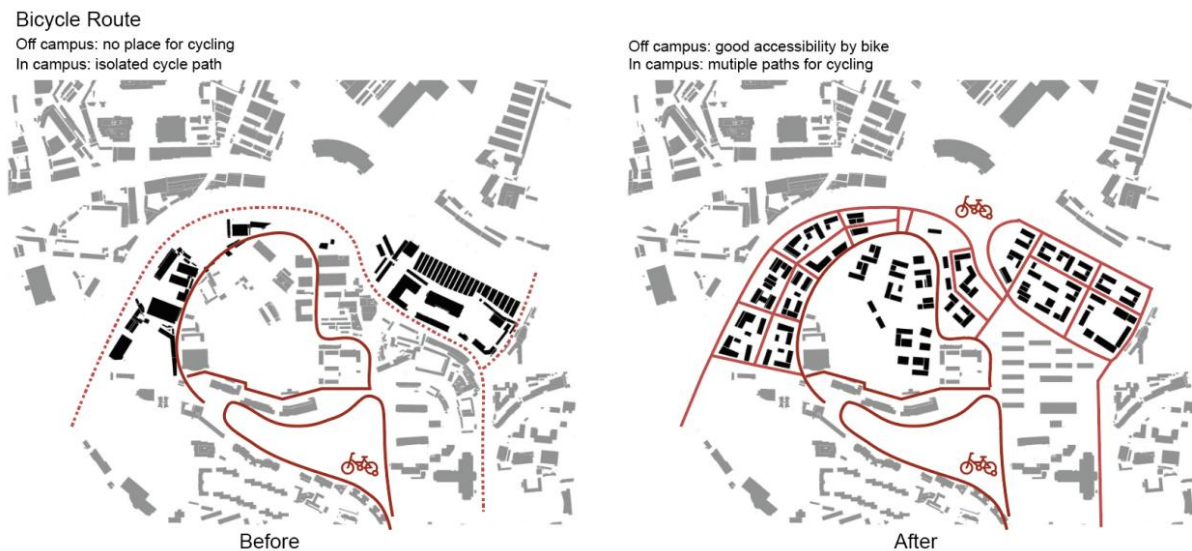 Bicycle Route
Off campus: no place for cycling
In campus: isolated cycle path
Off campus: good accessibility by bike
In campus: mutiple paths for cycling
Before
After